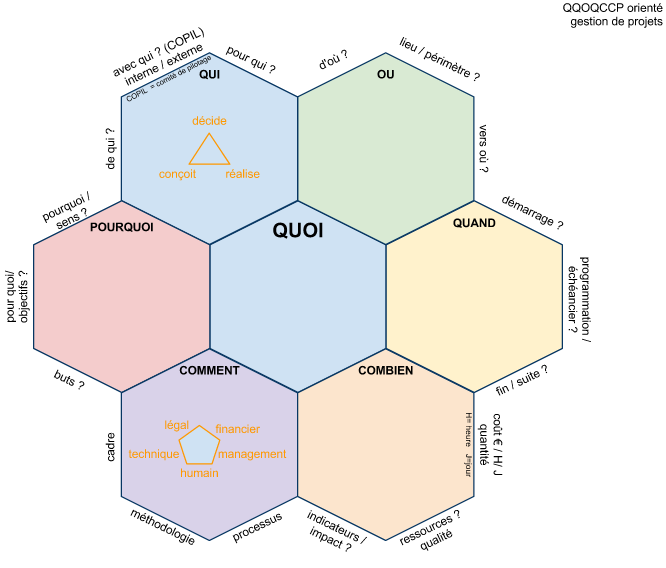 QQOQCCP orienté
gestion de projets
avec qui ? (COPIL)
interne / externe
pour qui ?
COPIL = comité de pilotage
QUI
de qui ?
décide
conçoit
réalise
d'où ?
lieu / périmètre ?
OU
vers où ?
pourquoi /
sens ?
POURQUOI
pour quoi/
objectifs ?
buts ?
QUOI
démarrage ?
QUAND
programmation /
échéancier ?
fin / suite ?
COMMENT
cadre
légal
financier
technique
management
humain
méthodologie
processus
COMBIEN
coût € / H/ J
quantité
H= heure J=jour
indicateurs /
impact ?
ressources ?
qualité